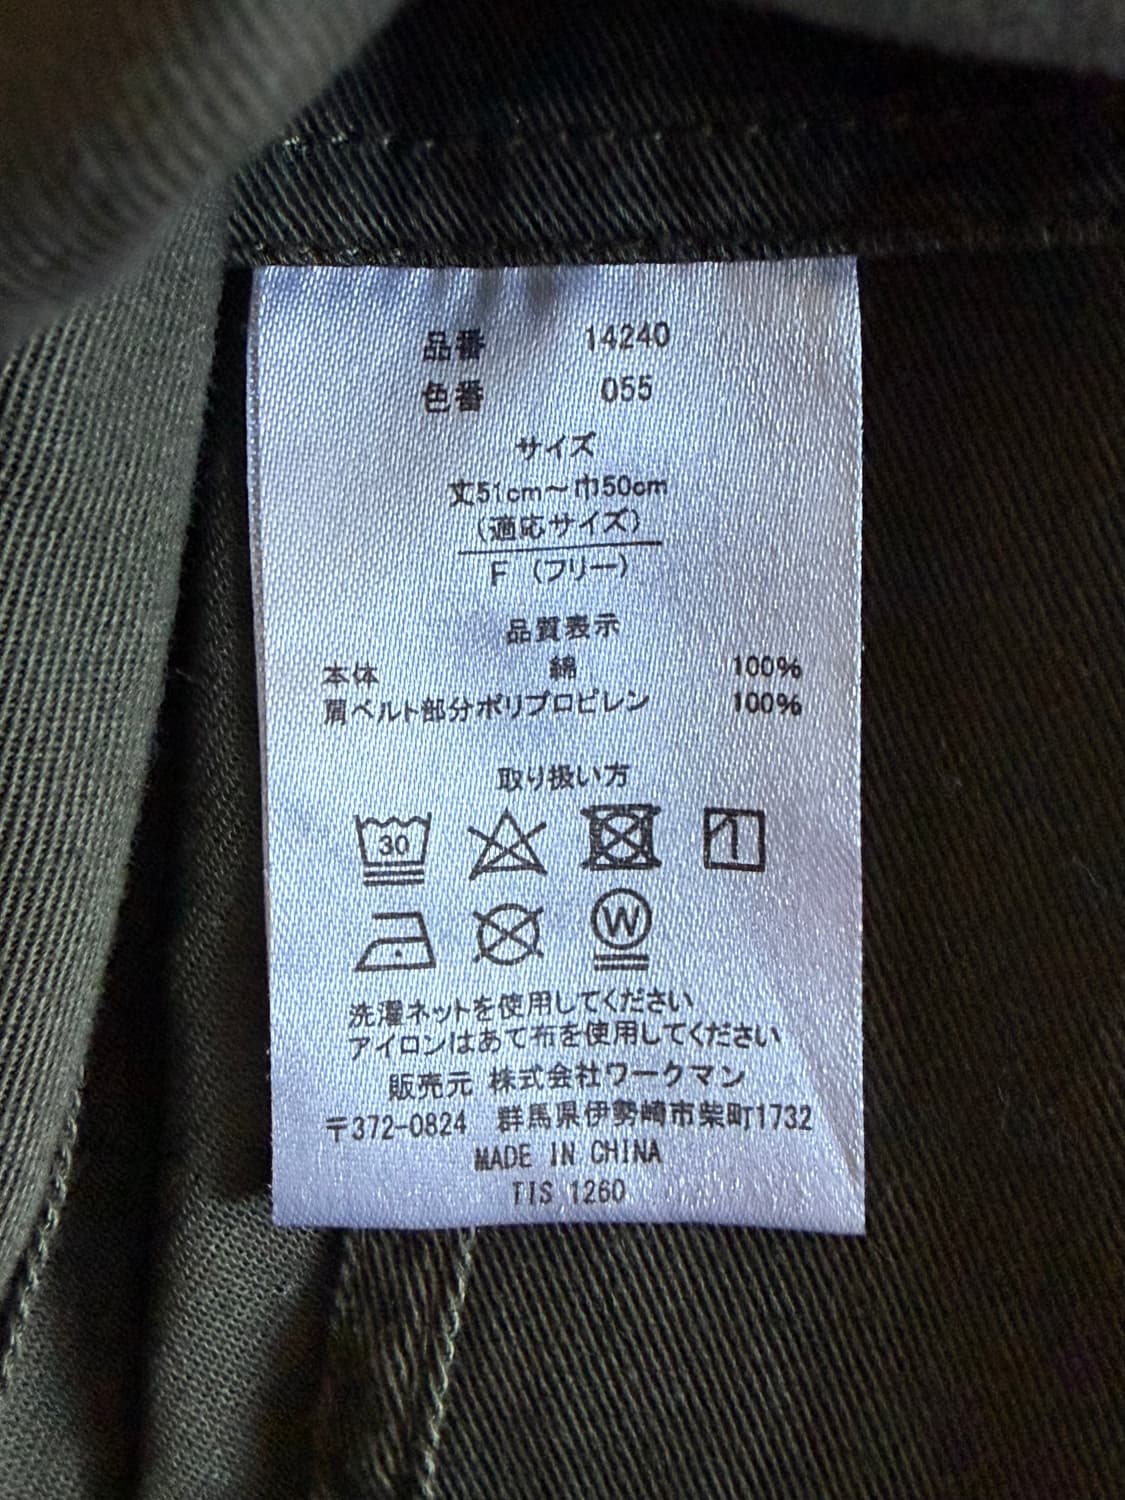 品番 14240
色番 055
サイズ
丈51cm～巾50cm
(適応サイズ)
F (フリー)
品質表示
本体 綿 100%
肩ベルト部分ポリプロピレン 100%
取り扱い方
30
W
洗濯ネットを使用してください
アイロンはあて布を使用してください
販売元 株式会社ワークマン
〒372-0824 群馬県伊勢崎市柴町1732
MADE IN CHINA
TIS 1260